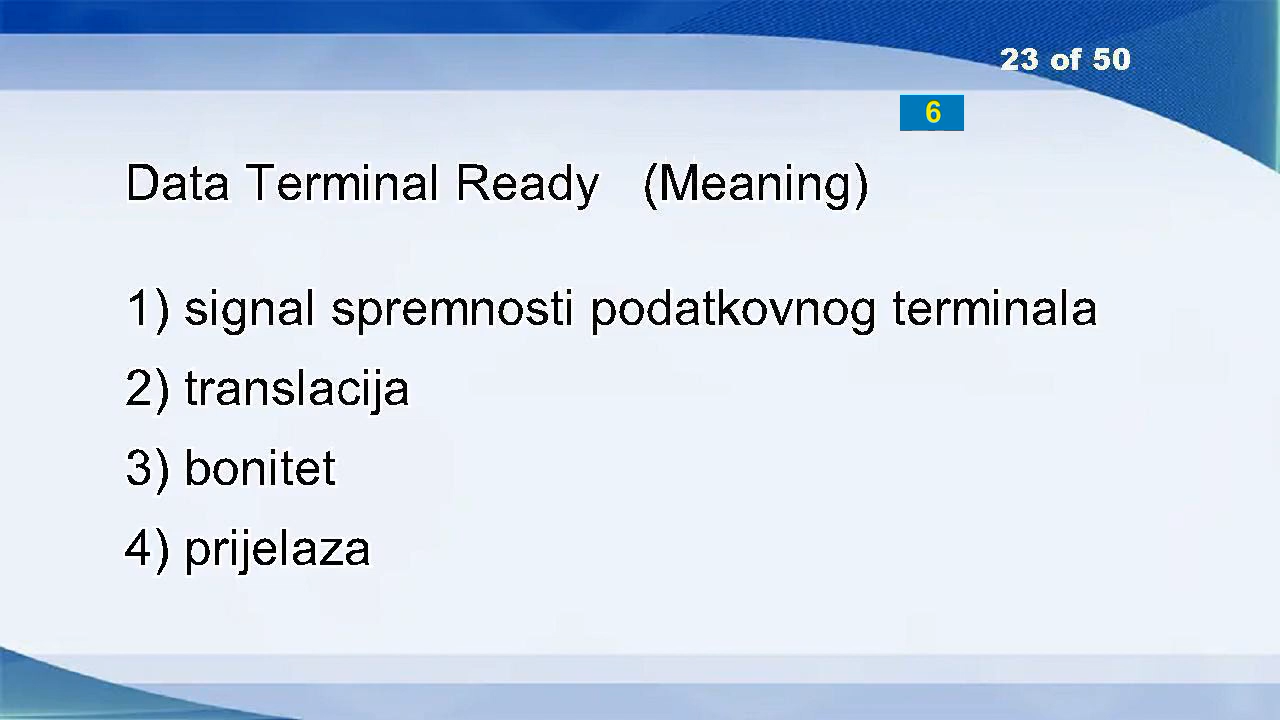 23 of 50
6
Data Terminal Ready (Meaning)
1) signal spremnosti podatkovnog terminala
2) translacija
3) bonitet
4) prijelaza